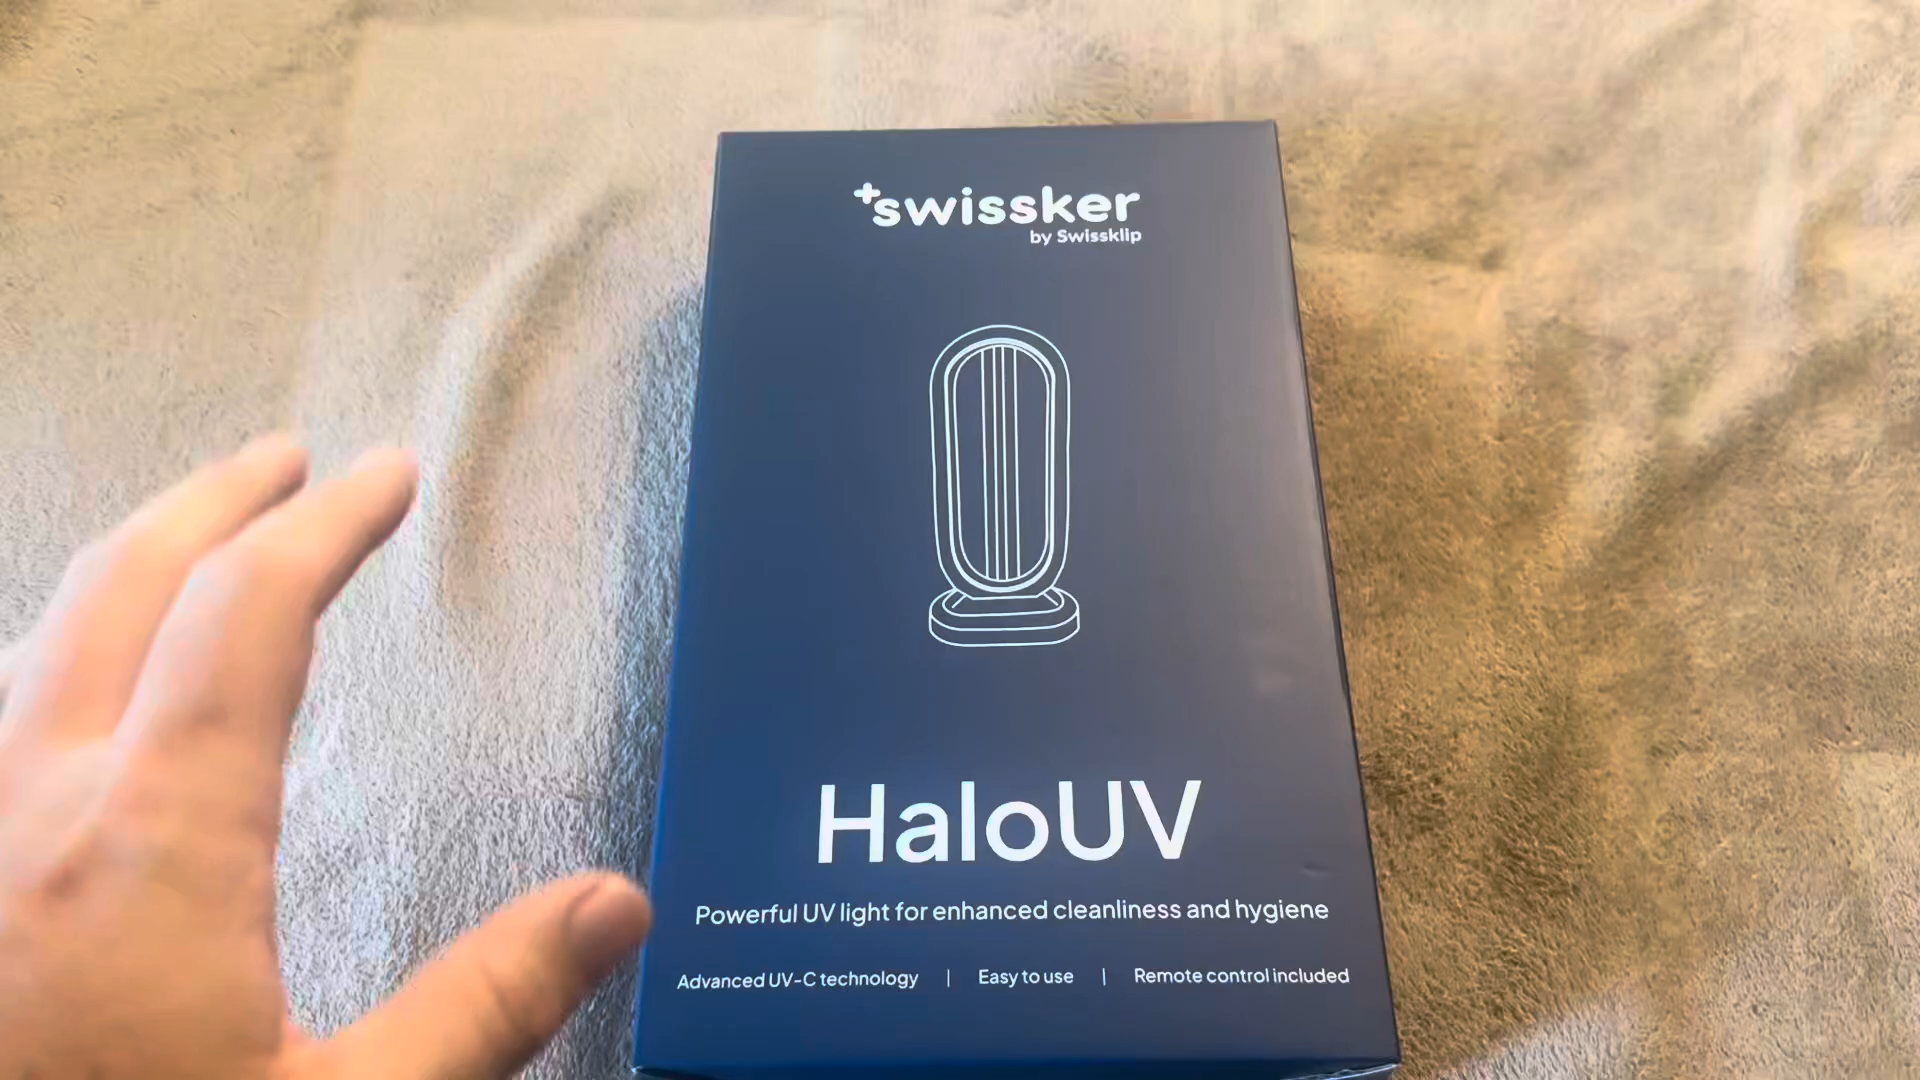 swissker
by Swissklip
HaloUV
Powerful UV light for enhanced cleanliness and hygiene
Advanced UV-C technology | Easy to use | Remote control included